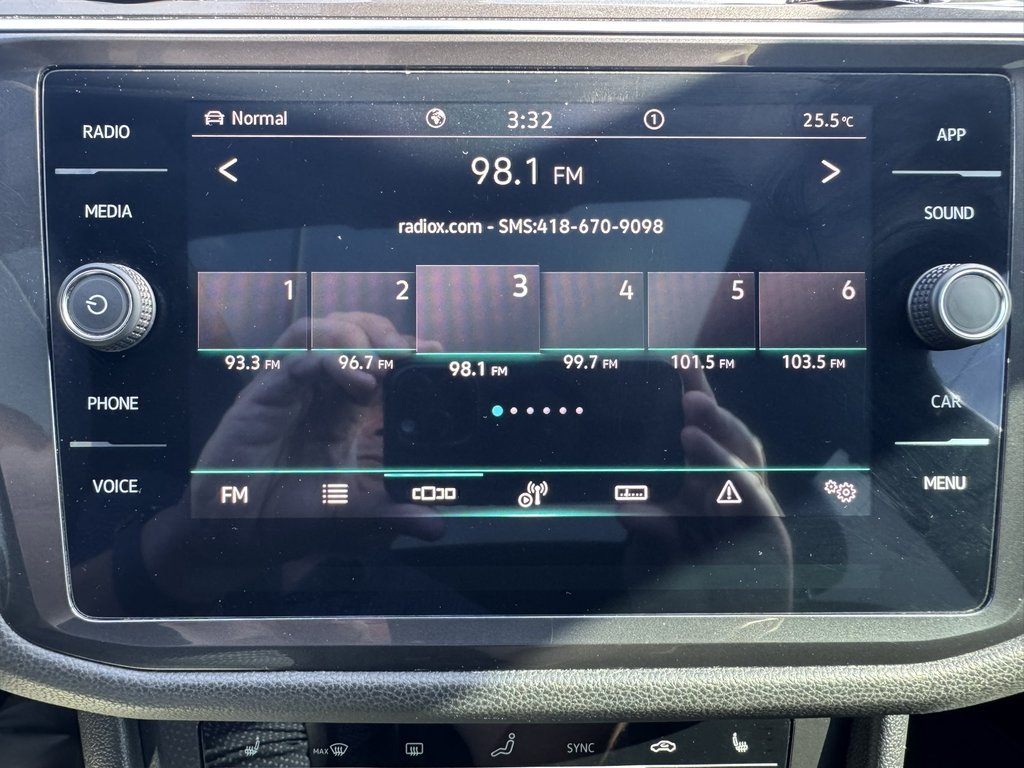 RADIO
MEDIA
PHONE
VOICE
Normal 3:32 1 25.5°C
< 98.1 FM >
radiox.com - SMS:418-670-9098
1 2 3 4 5 6
93.3 FM 96.7 FM 98.1 FM 99.7 FM 101.5 FM 103.5 FM
FM
APP
SOUND
CAR
MENU
MAX SYNC